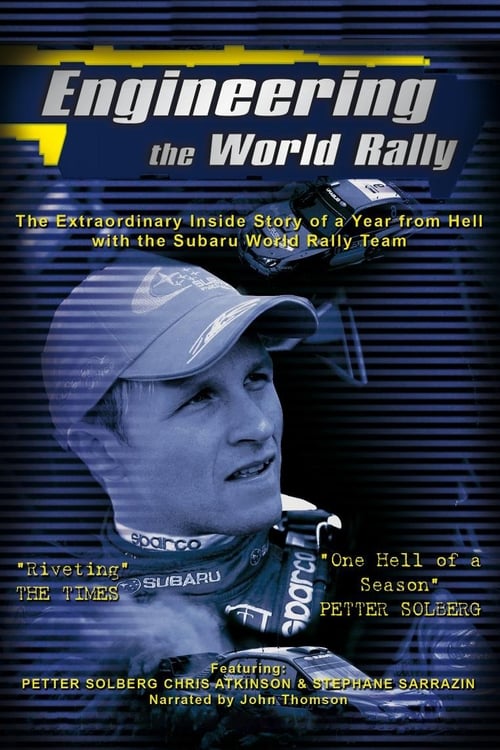 Engineering
the World Rally
The Extraordinary Inside Story of a Year from Hell
with the Subaru World Rally Team
SUBARU
sparco
SUBARU
sparco
"Riveting"
THE TIMES
"One Hell of a
Season"
PETTER SOLBERG
Featuring:
PETTER SOLBERG CHRIS ATKINSON & STEPHANE SARRAZIN
Narrated by John Thomson